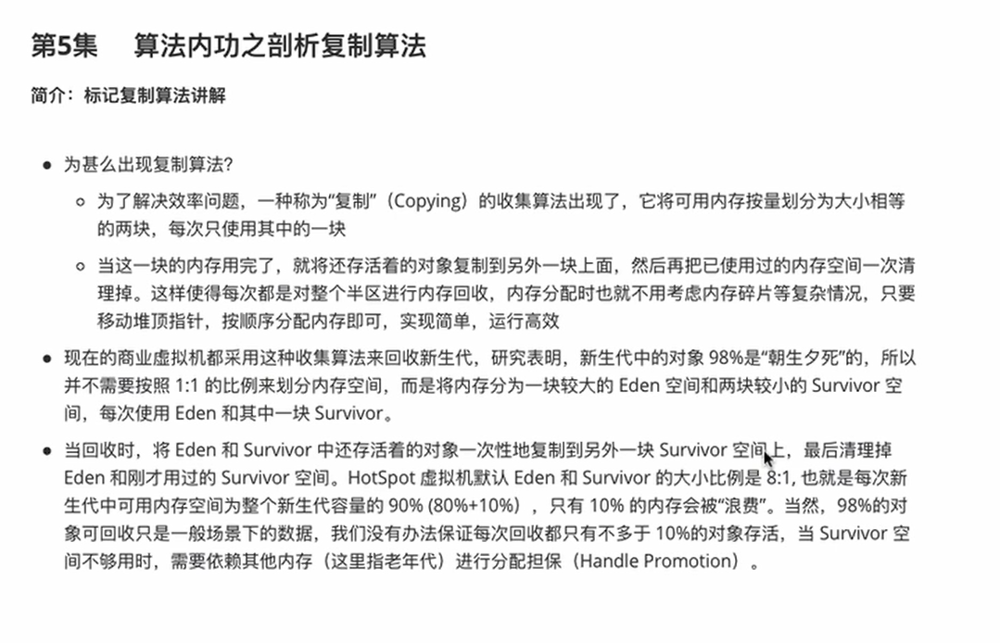 第5集 算法内功之剖析复制算法
简介：标记复制算法讲解
为甚么出现复制算法？
为了解决效率问题，一种称为“复制”（Copying）的收集算法出现了，它将可用内存按量划分为大小相等
的两块，每次只使用其中的一块
当这一块的内存用完了，就将还存活着的对象复制到另外一块上面，然后再把已使用过的内存空间一次清
理掉。这样使得每次都是对整个半区进行内存回收，内存分配时也就不用考虑内存碎片等复杂情况，只要
移动堆顶指针，按顺序分配内存即可，实现简单，运行高效
现在的商业虚拟机都采用这种收集算法来回收新生代，研究表明，新生代中的对象 98%是“朝生夕死”的，所以
并不需要按照 1:1 的比例来划分内存空间，而是将内存分为一块较大的 Eden 空间和两块较小的 Survivor 空
间，每次使用 Eden 和其中一块 Survivor。
当回收时，将 Eden 和 Survivor 中还存活着的对象一次性地复制到另外一块 Survivor 空间上，最后清理掉
Eden 和刚才用过的 Survivor 空间。HotSpot 虚拟机默认 Eden 和 Survivor 的大小比例是 8:1, 也就是每次新
生代中可用内存空间为整个新生代容量的 90% (80%+10%) ，只有 10% 的内存会被“浪费”。当然，98%的对
象可回收只是一般场景下的数据，我们没有办法保证每次回收都只有不多于 10%的对象存活，当 Survivor 空
间不够用时，需要依赖其他内存（这里指老年代）进行分配担保（Handle Promotion）。